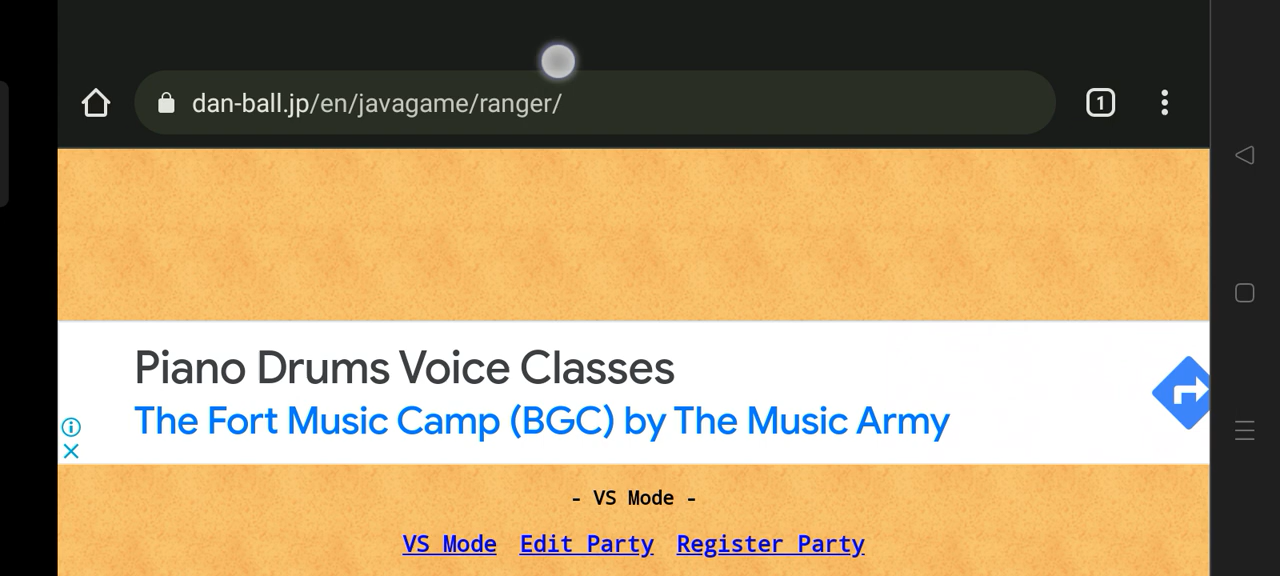 dan-ball.jp/en/javagame/ranger/
1
Piano Drums Voice Classes
The Fort Music Camp (BGC) by The Music Army
- VS Mode -
VS Mode Edit Party Register Party